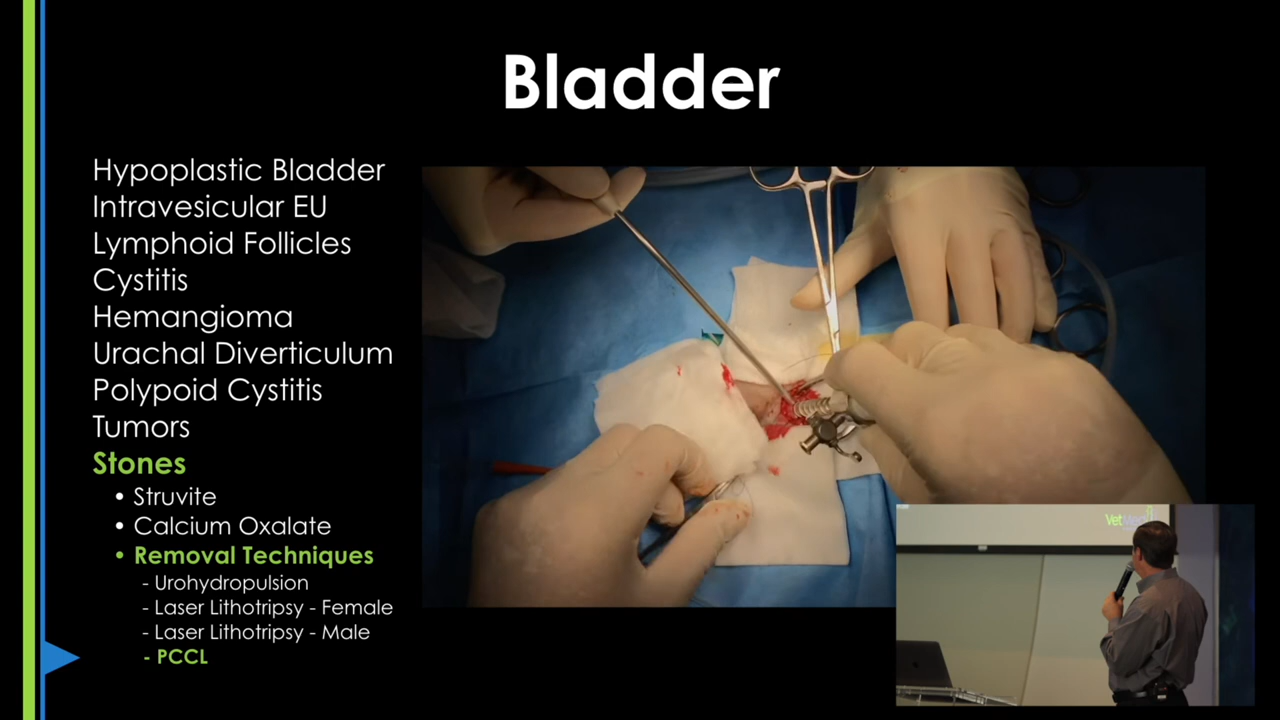 Bladder
Hypoplastic Bladder
Intravesicular EU
Lymphoid Follicles
Cystitis
Hemangioma
Urachal Diverticulum
Polypoid Cystitis
Tumors
Stones
• Struvite
• Calcium Oxalate
• Removal Techniques
- Urohydropulsion
- Laser Lithotripsy - Female
- Laser Lithotripsy - Male
- PCCL